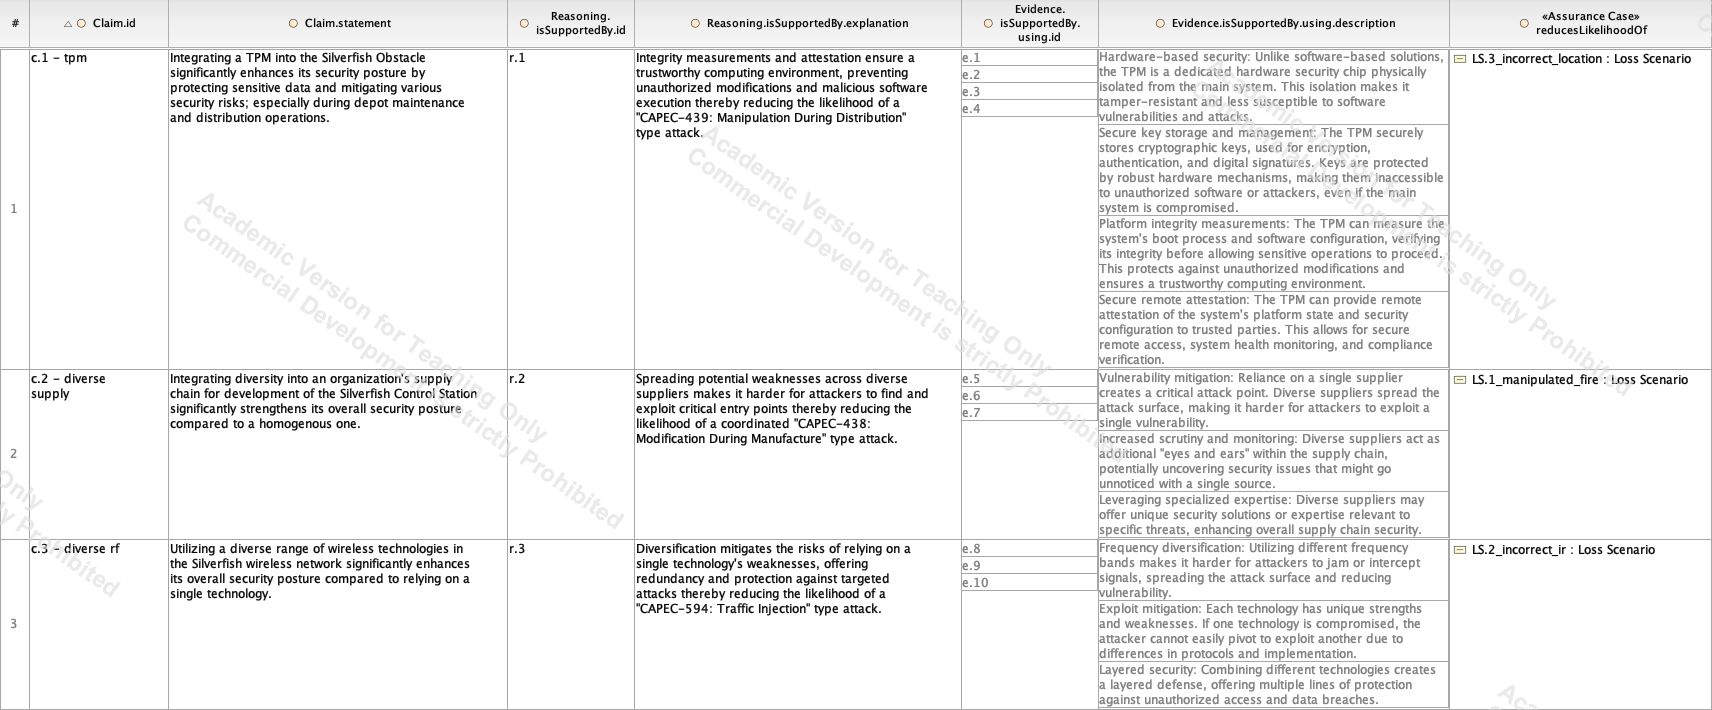 #
△ Claim.id
Claim.statement
Reasoning.
isSupportedBy.id
Reasoning.isSupportedBy.explanation
Evidence.
isSupportedBy.
using.id
Evidence.isSupportedBy.using.description
«Assurance Case»
reducesLikelihoodOf
1
c.1 – tpm
Integrating a TPM into the Silverfish Obstacle
significantly enhances its security posture by
protecting sensitive data and mitigating various
security risks; especially during depot maintenance
and distribution operations.
r.1
Integrity measurements and attestation ensure a
trustworthy computing environment, preventing
unauthorized modifications and malicious software
execution thereby reducing the likelihood of a
"CAPEC-439: Manipulation During Distribution"
type attack.
e.1
e.2
e.3
e.4
Hardware-based security: Unlike software-based solutions,
the TPM is a dedicated hardware security chip physically
isolated from the main system. This isolation makes it
tamper-resistant and less susceptible to software
vulnerabilities and attacks.
Secure key storage and management: The TPM securely
stores cryptographic keys, used for encryption,
authentication, and digital signatures. Keys are protected
by robust hardware mechanisms, making them inaccessible
to unauthorized software or attackers, even if the main
system is compromised.
Platform integrity measurements: The TPM can measure the
system's boot process and software configuration, verifying
its integrity before allowing sensitive operations to proceed.
This protects against unauthorized modifications and
ensures a trustworthy computing environment.
Secure remote attestation: The TPM can provide remote
attestation of the system's platform state and security
configuration to trusted parties. This allows for secure
remote access, system health monitoring, and compliance
verification.
LS.3_incorrect_location : Loss Scenario
2
c.2 – diverse
supply
Integrating diversity into an organization's supply
chain for development of the Silverfish Control Station
significantly strengthens its overall security posture
compared to a homogenous one.
r.2
Spreading potential weaknesses across diverse
suppliers makes it harder for attackers to find and
exploit critical entry points thereby reducing the
likelihood of a coordinated "CAPEC-438:
Modification During Manufacture" type attack.
e.5
e.6
e.7
Vulnerability mitigation: Reliance on a single supplier
creates a critical attack point. Diverse suppliers spread the
attack surface, making it harder for attackers to exploit a
single vulnerability.
Increased scrutiny and monitoring: Diverse suppliers act as
additional "eyes and ears" within the supply chain,
potentially uncovering security issues that might go
unnoticed with a single source.
Leveraging specialized expertise: Diverse suppliers may
offer unique security solutions or expertise relevant to
specific threats, enhancing overall supply chain security.
LS.1_manipulated_fire : Loss Scenario
3
c.3 – diverse rf
Utilizing a diverse range of wireless technologies in
the Silverfish wireless network significantly enhances
its overall security posture compared to relying on a
single technology.
r.3
Diversification mitigates the risks of relying on a
single technology's weaknesses, offering
redundancy and protection against targeted
attacks thereby reducing the likelihood of a
"CAPEC-594: Traffic Injection" type attack.
e.8
e.9
e.10
Frequency diversification: Utilizing different frequency
bands makes it harder for attackers to jam or intercept
signals, spreading the attack surface and reducing
vulnerability.
Exploit mitigation: Each technology has unique strengths
and weaknesses. If one technology is compromised, the
attacker cannot easily pivot to exploit another due to
differences in protocols and implementation.
Layered security: Combining different technologies creates
a layered defense, offering multiple lines of protection
against unauthorized access and data breaches.
LS.2_incorrect_ir : Loss Scenario
Academic Version for Teaching Only
Commercial Development is strictly Prohibited
Academic Version for Teaching Only
Commercial Development is strictly Prohibited
Academic Version for Teaching Only
Commercial Development is strictly Prohibited
Only
y Prohibited
Aca